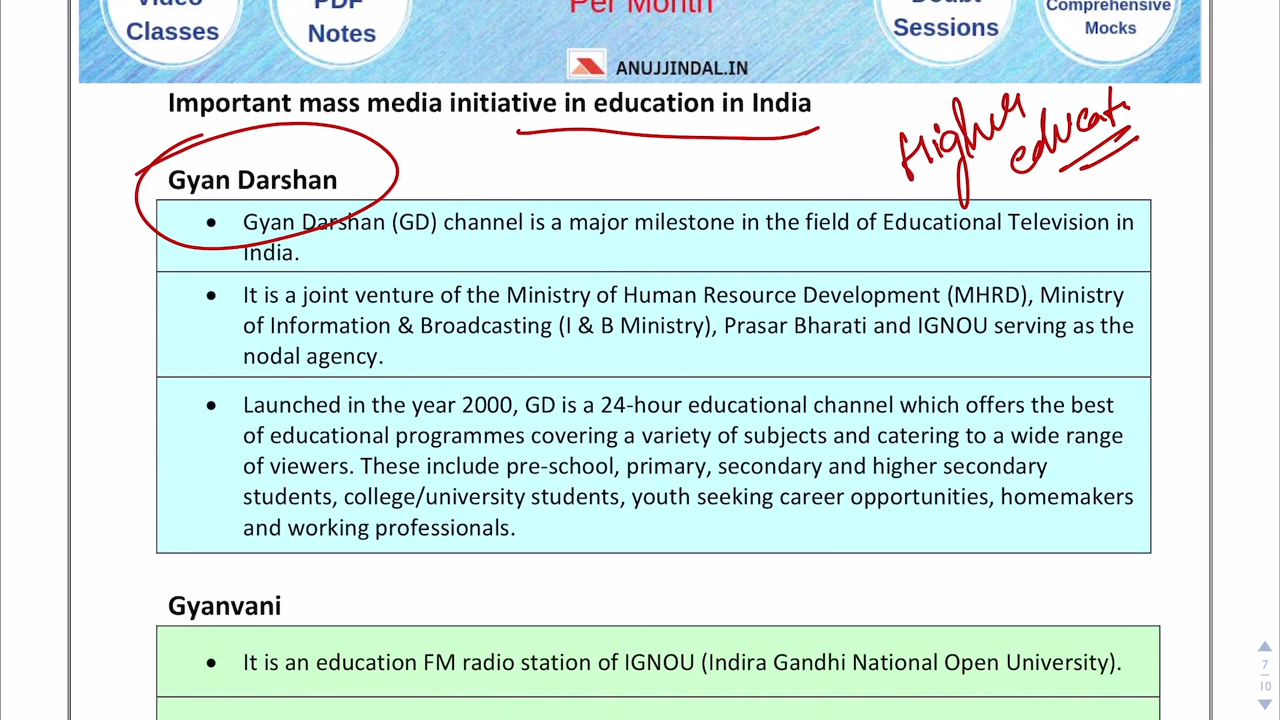 Video
Classes
PDF
Notes
Per Month
Doubt
Sessions
Comprehensive
Mocks
ANUJJINDAL.IN
Important mass media initiative in education in India
Higher
educat
Gyan Darshan
• Gyan Darshan (GD) channel is a major milestone in the field of Educational Television in
India.
• It is a joint venture of the Ministry of Human Resource Development (MHRD), Ministry
of Information & Broadcasting (I & B Ministry), Prasar Bharati and IGNOU serving as the
nodal agency.
• Launched in the year 2000, GD is a 24-hour educational channel which offers the best
of educational programmes covering a variety of subjects and catering to a wide range
of viewers. These include pre-school, primary, secondary and higher secondary
students, college/university students, youth seeking career opportunities, homemakers
and working professionals.
Gyanvani
• It is an education FM radio station of IGNOU (Indira Gandhi National Open University).
7
10